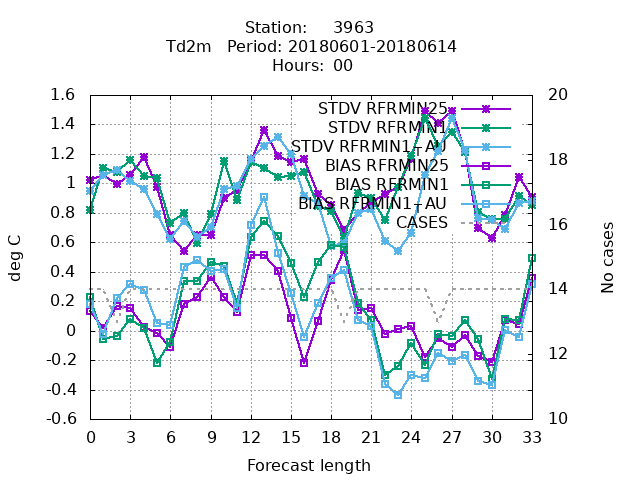 Station: 3963
Td2m Period: 20180601-20180614
Hours: 00
STDV RFRMIN25
STDV RFRMIN1
STDV RFRMIN1-AU
BIAS RFRMIN25
BIAS RFRMIN1
BIAS RFRMIN1-AU
CASES
1.6
1.4
1.2
1
0.8
0.6
0.4
0.2
0
-0.2
-0.4
-0.6
deg C
20
18
16
14
12
10
No cases
0 3 6 9 12 15 18 21 24 27 30 33
Forecast length